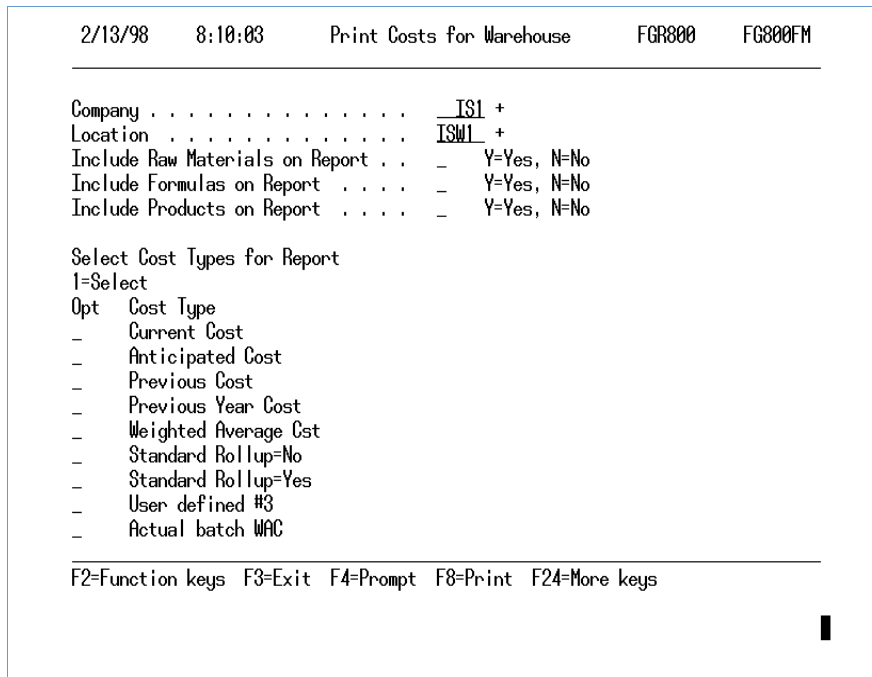 2/13/98 8:10:03 Print Costs for Warehouse FGR800 FG800FM
Company . . . . . . . . . . . . . . IS1 +
Location . . . . . . . . . . . . . ISW1 +
Include Raw Materials on Report . . _ Y=Yes, N=No
Include Formulas on Report . . . . _ Y=Yes, N=No
Include Products on Report . . . . _ Y=Yes, N=No
Select Cost Types for Report
1=Select
Opt Cost Type
_ Current Cost
_ Anticipated Cost
_ Previous Cost
_ Previous Year Cost
_ Weighted Average Cst
_ Standard Rollup=No
_ Standard Rollup=Yes
_ User defined #3
_ Actual batch WAC
F2=Function keys F3=Exit F4=Prompt F8=Print F24=More keys